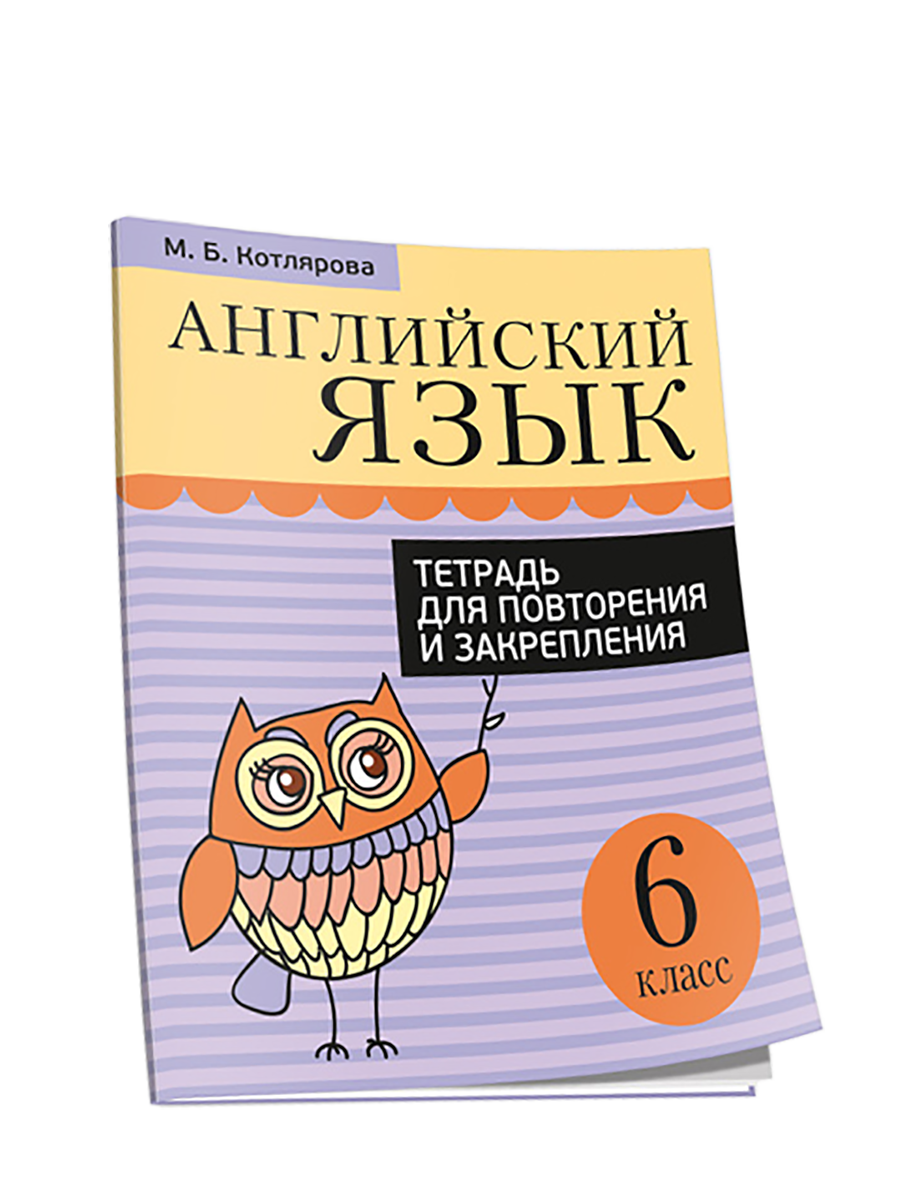 М. Б. Котлярова
АНГЛИЙСКИЙ
ЯЗЫК
ТЕТРАДЬ
ДЛЯ ПОВТОРЕНИЯ
И ЗАКРЕПЛЕНИЯ
6
класс